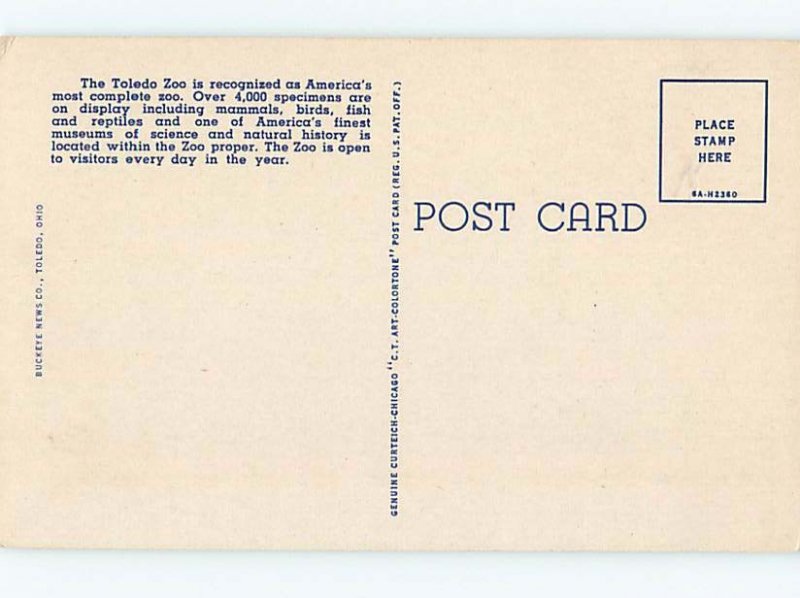 The Toledo Zoo is recognized as America's
most complete zoo. Over 4,000 specimens are
on display including mammals, birds, fish
and reptiles and one of America's finest
museums of science and natural history is
located within the Zoo proper. The Zoo is open
to visitors every day in the year.
BUCKEYE NEWS CO., TOLEDO, OHIO
GENUINE CURTEICH-CHICAGO "C.T. ART-COLORTONE" POST CARD (REG. U.S. PAT. OFF.)
POST CARD
PLACE
STAMP
HERE
6A-H2360